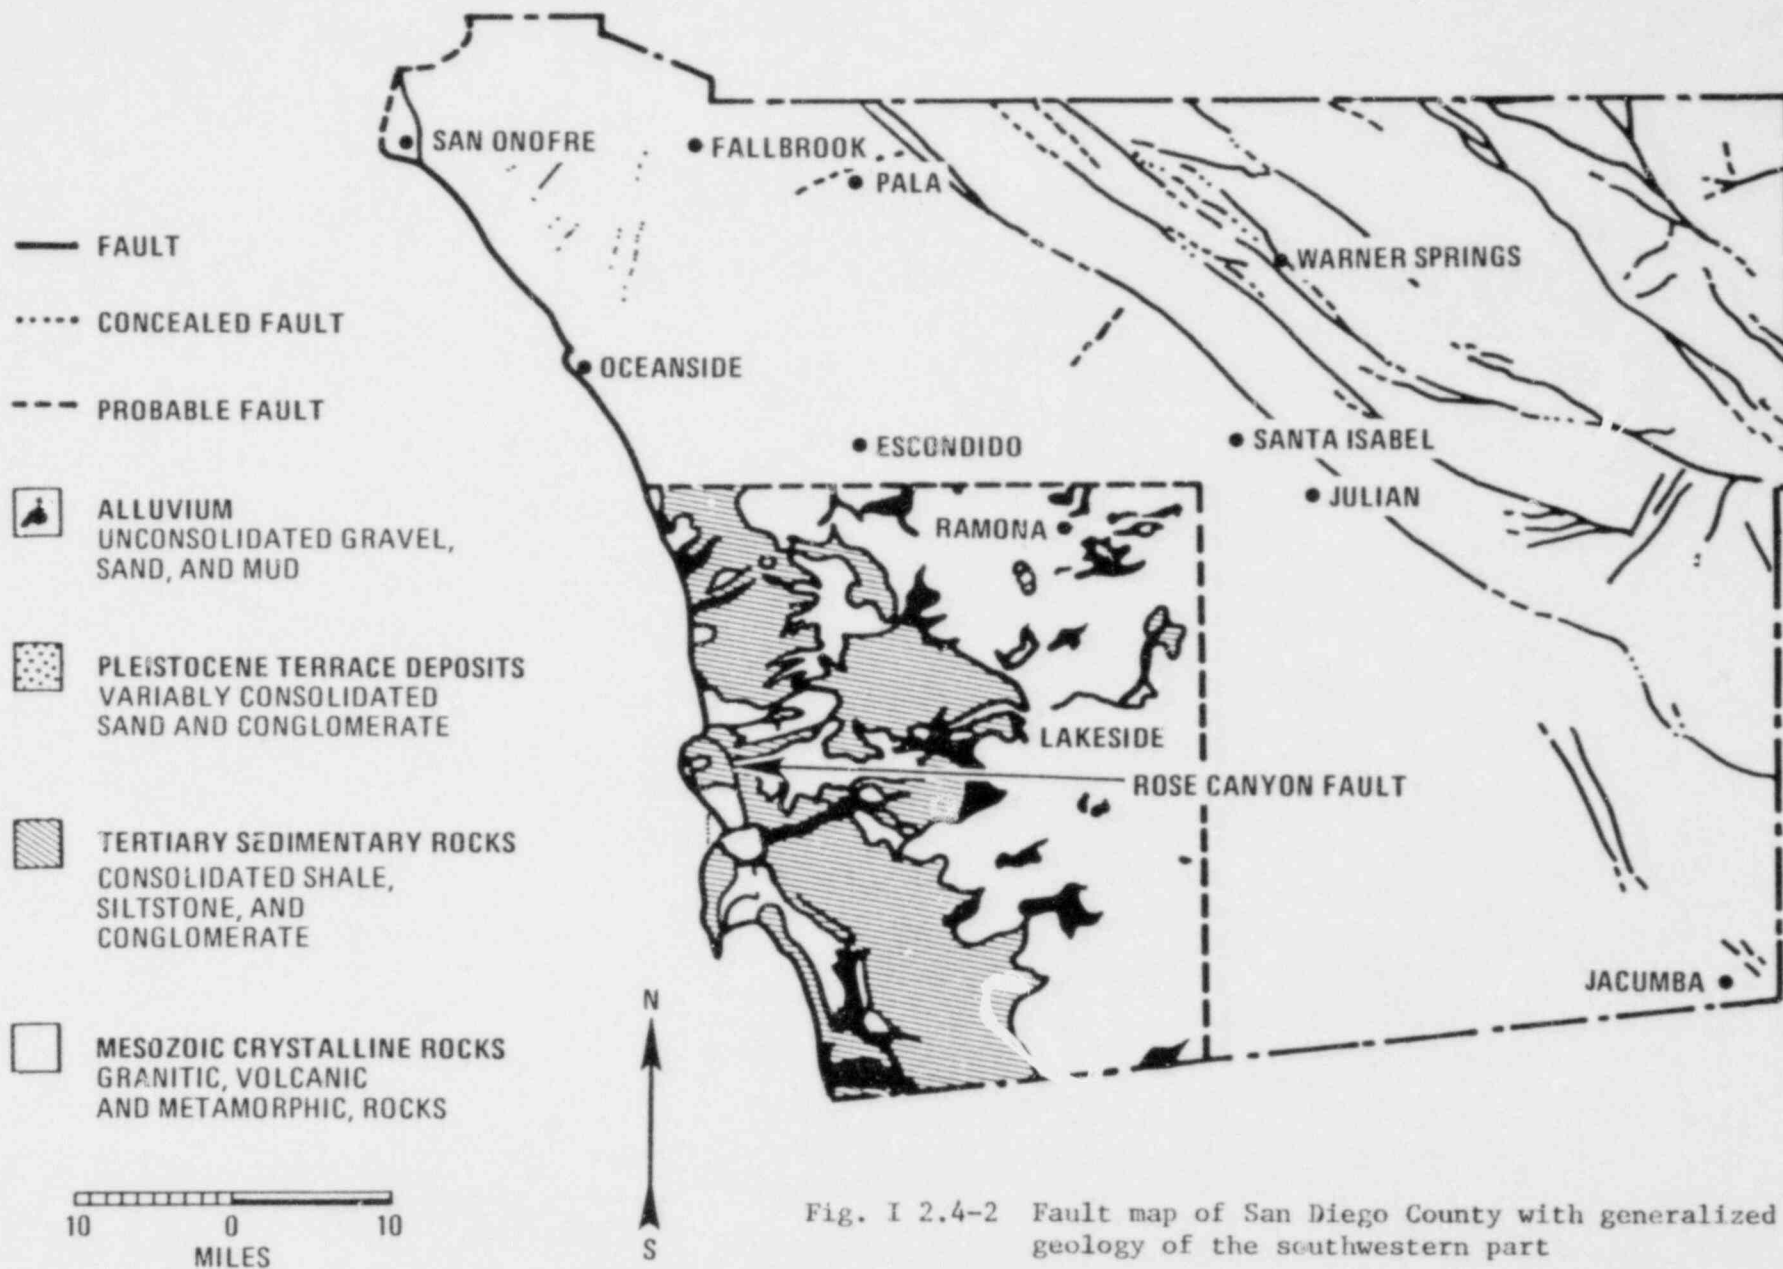 SAN ONOFRE
FALLBROOK
PALA
WARNER SPRINGS
OCEANSIDE
ESCONDIDO
SANTA ISABEL
JULIAN
RAMONA
LAKESIDE
ROSE CANYON FAULT
JACUMBA
FAULT
CONCEALED FAULT
PROBABLE FAULT
ALLUVIUM
UNCONSOLIDATED GRAVEL,
SAND, AND MUD
PLEISTOCENE TERRACE DEPOSITS
VARIABLY CONSOLIDATED
SAND AND CONGLOMERATE
TERTIARY SEDIMENTARY ROCKS
CONSOLIDATED SHALE,
SILTSTONE, AND
CONGLOMERATE
MESOZOIC CRYSTALLINE ROCKS
GRANITIC, VOLCANIC
AND METAMORPHIC, ROCKS
10 0 10
MILES
N
S
Fig. I 2.4-2 Fault map of San Diego County with generalized
geology of the southwestern part